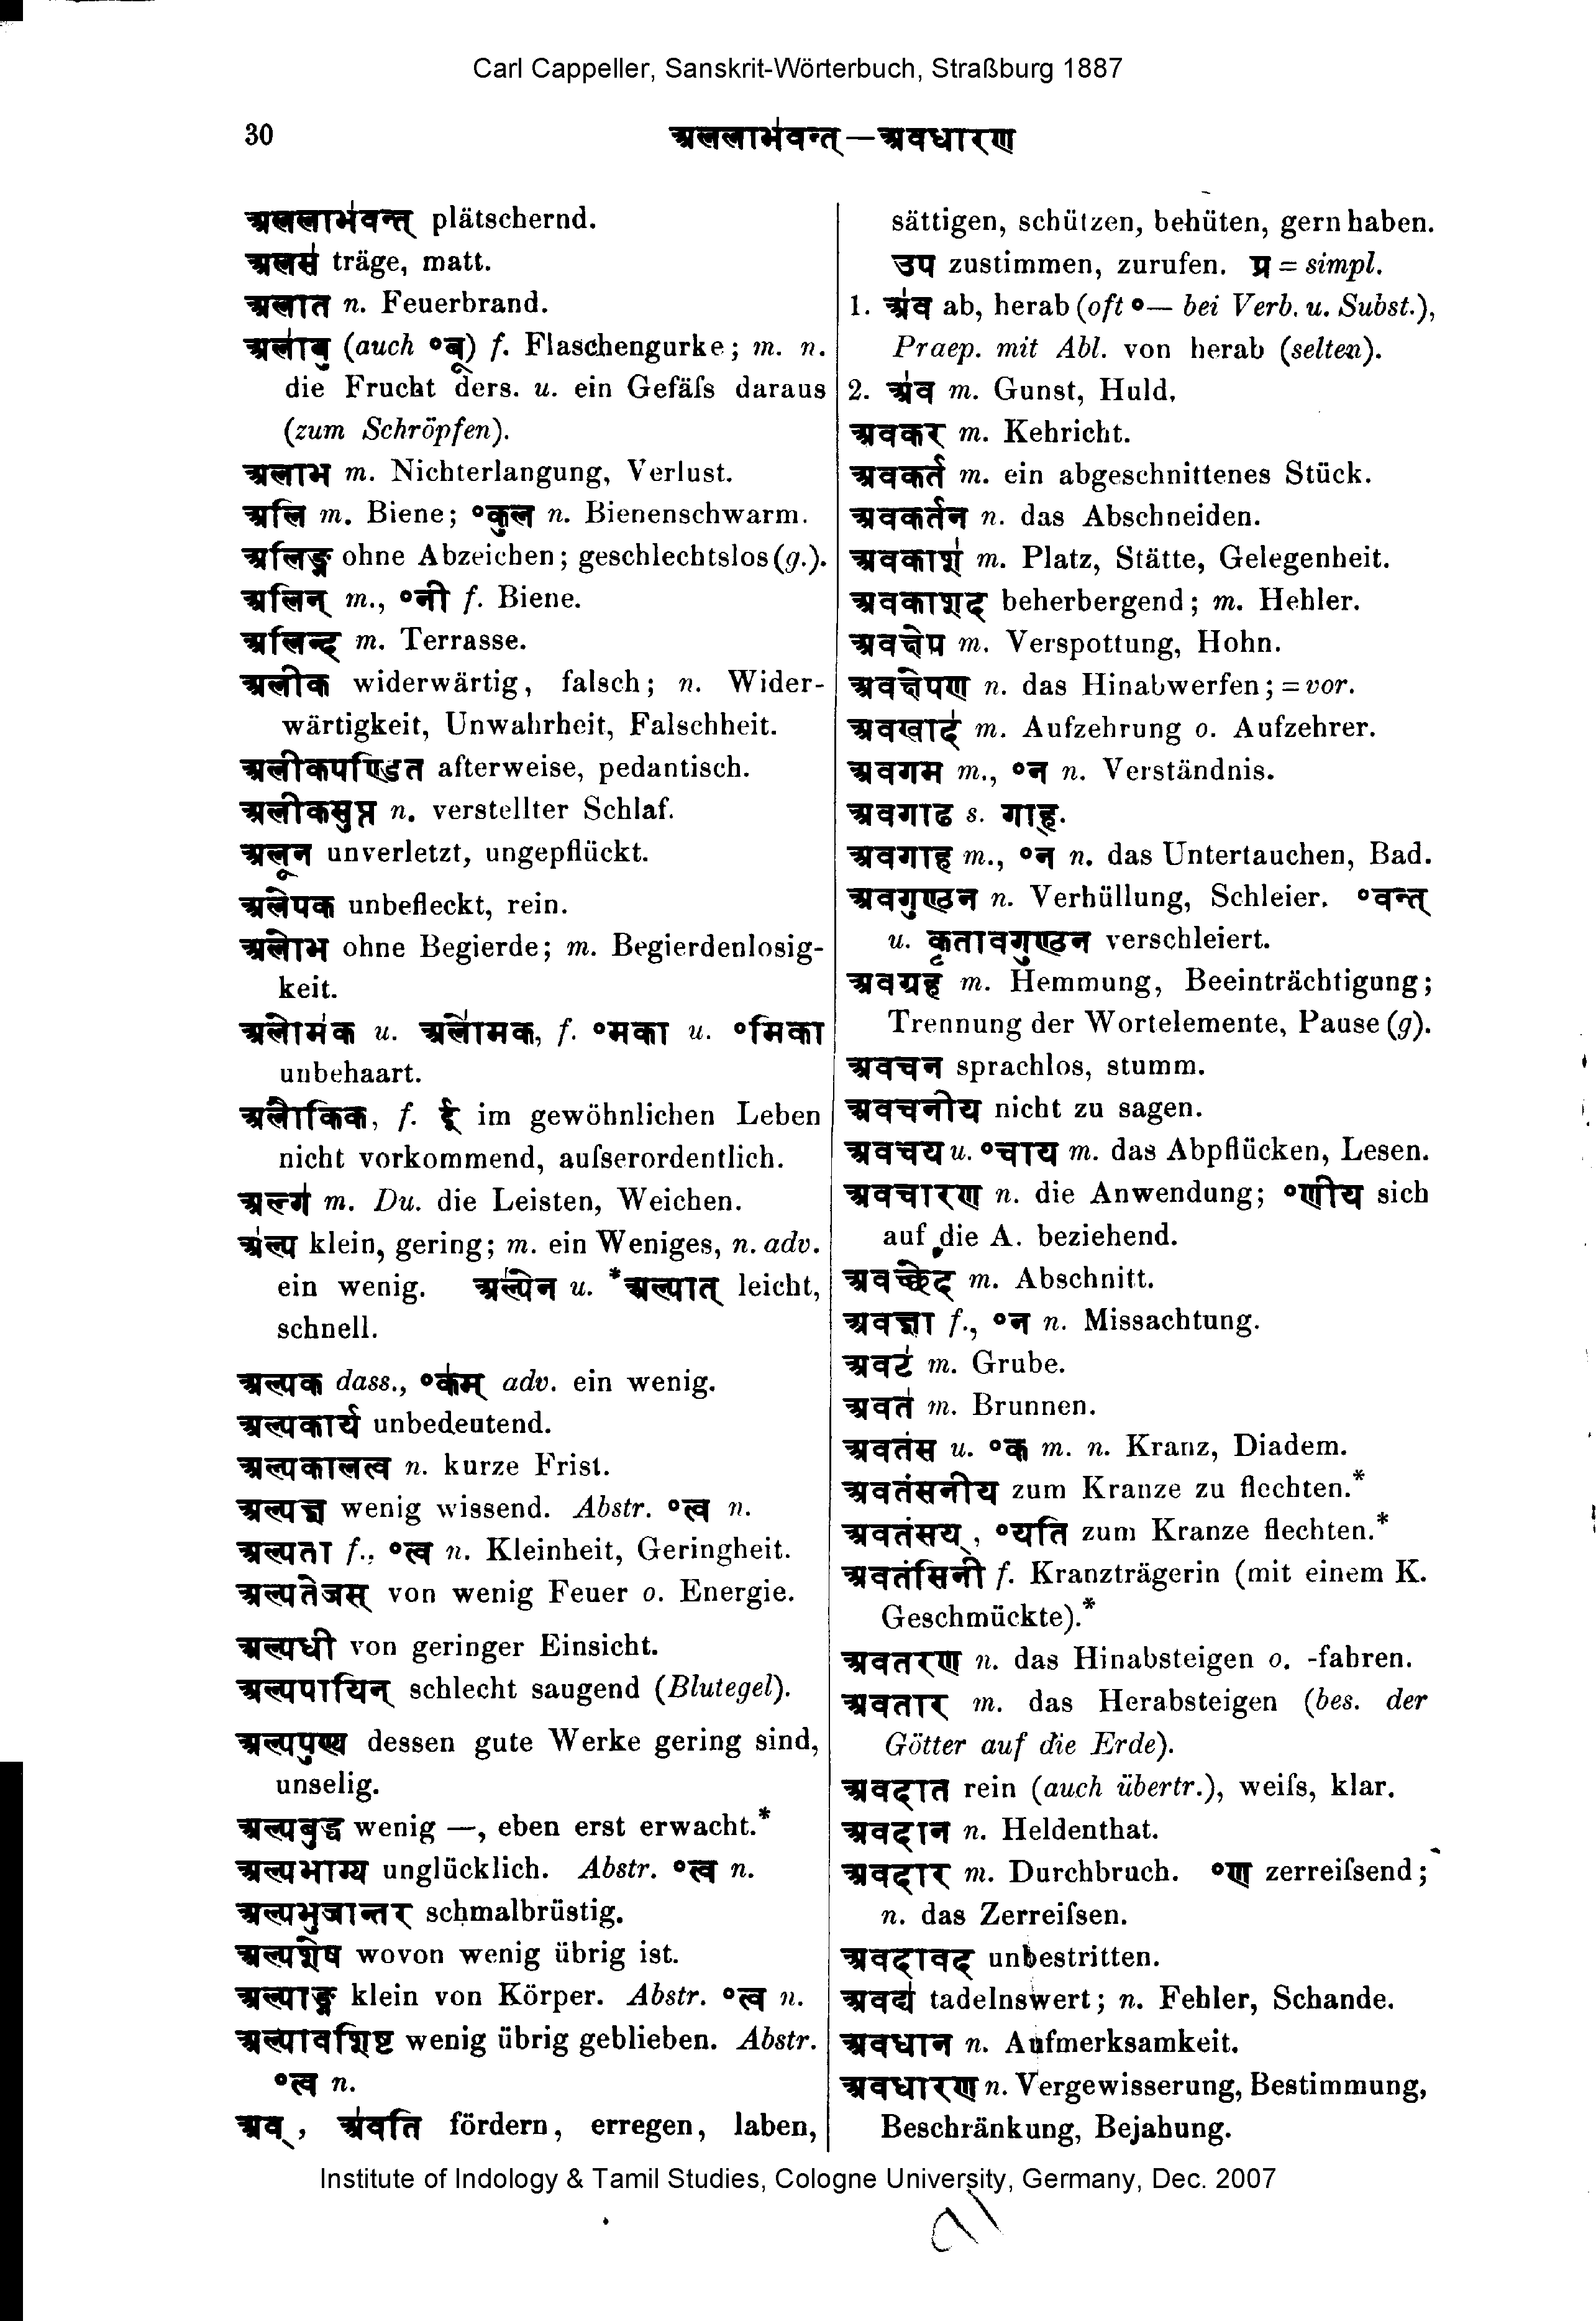 Carl Cappeller, Sanskrit-Wörterbuch, Straßburg 1887
30
अललाभ॑वन्त् — अवधारण
अललाभ॑वन्त् plätschernd.
अलस॑ träge, matt.
अलात n. Feuerbrand.
अला॑बु (auch °बू) f. Flaschengurke; m. n.
die Frucht ders. u. ein Gefäſs daraus
(zum Schröpfen).
अलाभ m. Nichterlangung, Verlust.
अलि m. Biene; °कुल n. Bienenschwarm.
अलिङ्ग ohne Abzeichen; geschlechtslos (g.).
अलिन् m., °नी f. Biene.
अलिन्द m. Terrasse.
अलीक widerwärtig, falsch; n. Wider-
wärtigkeit, Unwahrheit, Falschheit.
अलीकपण्डित afterweise, pedantisch.
अलीकसुप्त n. verstellter Schlaf.
अलून unverletzt, ungepflückt.
अलेपक unbefleckt, rein.
अलोभ ohne Begierde; m. Begierdenlosig-
keit.
अलोम॑क u. अलो॑मक, f. °मका u. °मिका
unbehaart.
अलौकिक, f. ई im gewöhnlichen Leben
nicht vorkommend, auſserordentlich.
अल्ग॑ m. Du. die Leisten, Weichen.
अ॑ल्प klein, gering; m. ein Weniges, n. adv.
ein wenig. अ॑ल्पेन u. *अल्पात् leicht,
schnell.
अल्पक dass., °क॑म् adv. ein wenig.
अल्पकार्य unbedeutend.
अल्पकालत्व n. kurze Frist.
अल्पज्ञ wenig wissend. Abstr. °त्व n.
अल्पता f., °त्व n. Kleinheit, Geringheit.
अल्पतेजस् von wenig Feuer o. Energie.
अल्पधी von geringer Einsicht.
अल्पपायिन् schlecht saugend (Blutegel).
अल्पपुण्य dessen gute Werke gering sind,
unselig.
अल्पबुद्ध wenig —, eben erst erwacht.*
अल्पभाग्य unglücklich. Abstr. °त्व n.
अल्पभुजान्तर schmalbrüstig.
अल्पशेष wovon wenig übrig ist.
अल्पाङ्ग klein von Körper. Abstr. °त्व n.
अल्पावशिष्ट wenig übrig geblieben. Abstr.
°त्व n.
अव्, अ॑वति fördern, erregen, laben,
sättigen, schützen, behüten, gern haben.
उप zustimmen, zurufen. प्र = simpl.
1. अ॑व ab, herab (oft °— bei Verb. u. Subst.),
Praep. mit Abl. von herab (selten).
2. अ॑व m. Gunst, Huld.
अवकर m. Kehricht.
अवकर्त m. ein abgeschnittenes Stück.
अवकर्तन n. das Abschneiden.
अवकाश॑ m. Platz, Stätte, Gelegenheit.
अवकाशद beherbergend; m. Hehler.
अवक्षेप m. Verspottung, Hohn.
अवक्षेपण n. das Hinabwerfen; = vor.
अवखाद॑ m. Aufzehrung o. Aufzehrer.
अवगम m., °न n. Verständnis.
अवगाढ s. गाह्.
अवगाह m., °न n. das Untertauchen, Bad.
अवगुण्ठन n. Verhüllung, Schleier. °वन्त्
u. कृतावगुण्ठन verschleiert.
अवग्रह॑ m. Hemmung, Beeinträchtigung;
Trennung der Wortelemente, Pause (g).
अवचन sprachlos, stumm.
अवचनीय nicht zu sagen.
अवचय u. °चाय m. das Abpflücken, Lesen.
अवचारण n. die Anwendung; °णीय sich
auf die A. beziehend.
अवच्छेद m. Abschnitt.
अवज्ञा f., °न n. Missachtung.
अवट॑ m. Grube.
अवत॑ m. Brunnen.
अवतंस u. °क m. n. Kranz, Diadem.
अवतंसनीय zum Kranze zu flechten.*
अवतंसय्, °यति zum Kranze flechten.*
अवतंसिनी f. Kranzträgerin (mit einem K.
Geschmückte).*
अवतरण n. das Hinabsteigen o. -fahren.
अवतार m. das Herabsteigen (bes. der
Götter auf die Erde).
अवदात rein (auch übertr.), weiſs, klar.
अवदान n. Heldenthat.
अवदार m. Durchbruch. °ण zerreiſsend;
n. das Zerreiſsen.
अवदावद unbestritten.
अवद्य॑ tadelnswert; n. Fehler, Schande.
अवधान n. Aufmerksamkeit.
अवधारण n. Vergewisserung, Bestimmung,
Beschränkung, Bejahung.
Institute of Indology & Tamil Studies, Cologne University, Germany, Dec. 2007